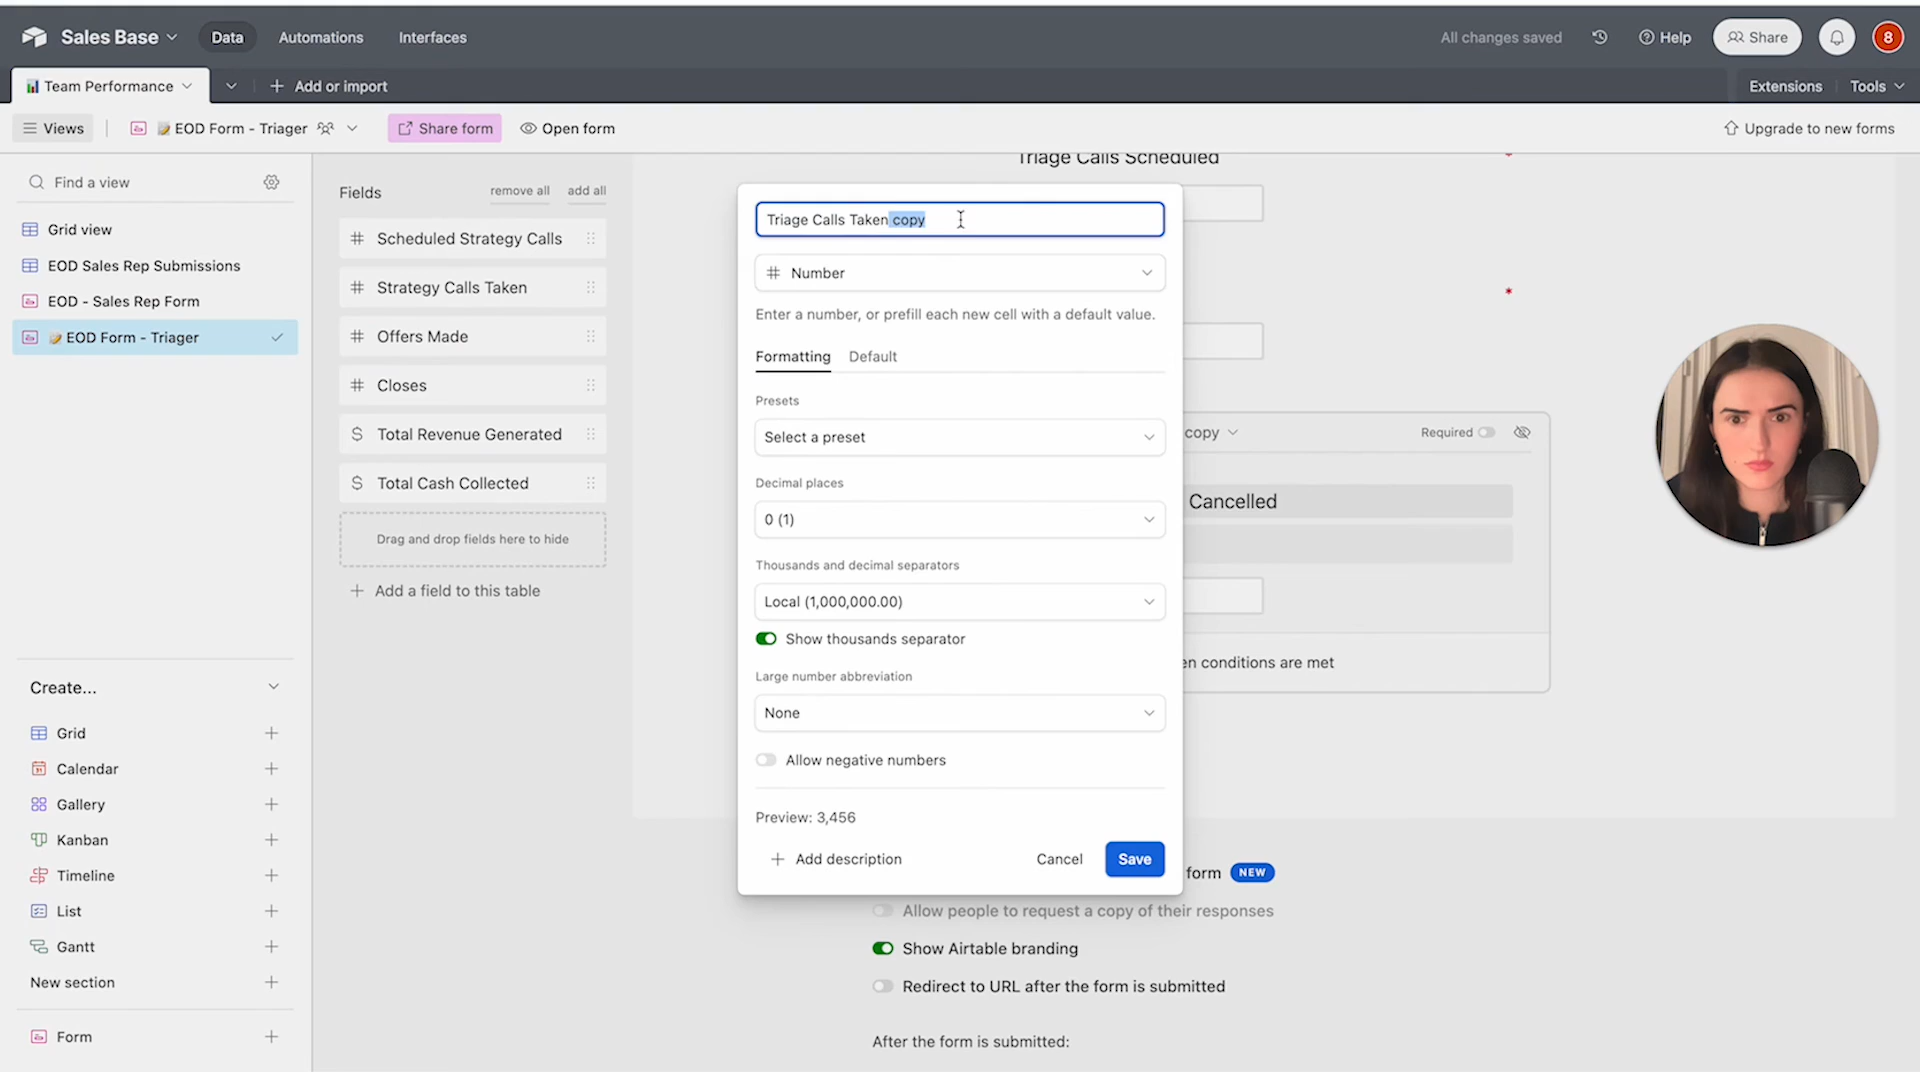 Sales Base
Data
Automations
Interfaces
All changes saved
Help
Share
8
Team Performance
Add or import
Extensions
Tools
Views
EOD Form - Triager
Share form
Open form
Upgrade to new forms
Find a view
Grid view
EOD Sales Rep Submissions
EOD - Sales Rep Form
EOD Form - Triager
Create...
Grid
Calendar
Gallery
Kanban
Timeline
List
Gantt
New section
Form
Fields
remove all
add all
Scheduled Strategy Calls
Strategy Calls Taken
Offers Made
Closes
Total Revenue Generated
Total Cash Collected
Drag and drop fields here to hide
Add a field to this table
Triage Calls Scheduled
*
*
Triage Calls Taken copy
Number
Enter a number, or prefill each new cell with a default value.
Formatting
Default
Presets
Select a preset
Decimal places
0 (1)
Thousands and decimal separators
Local (1,000,000.00)
Show thousands separator
Large number abbreviation
None
Allow negative numbers
Preview: 3,456
Add description
Cancel
Save
copy
Required
Cancelled
en conditions are met
form
NEW
Allow people to request a copy of their responses
Show Airtable branding
Redirect to URL after the form is submitted
After the form is submitted: